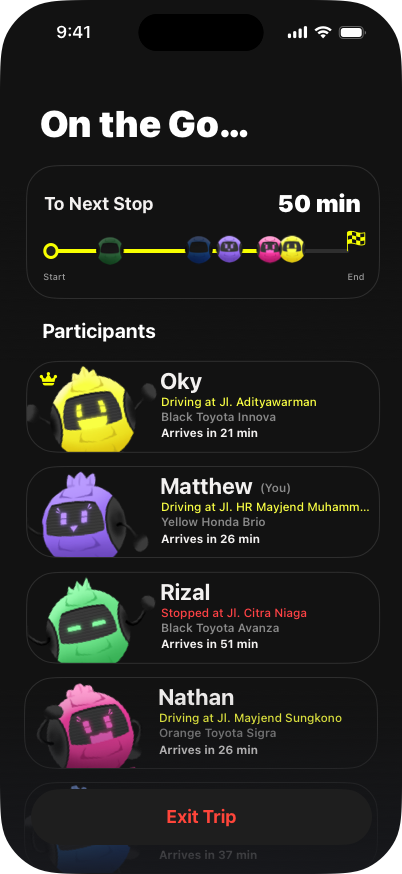 9:41
On the Go...
To Next Stop
50 min
Start
End
Participants
Oky
Driving at Jl. Adityawarman
Black Toyota Innova
Arrives in 21 min
Matthew (You)
Driving at Jl. HR Mayjend Muhamm...
Yellow Honda Brio
Arrives in 26 min
Rizal
Stopped at Jl. Citra Niaga
Black Toyota Avanza
Arrives in 51 min
Nathan
Driving at Jl. Mayjend Sungkono
Orange Toyota Sigra
Arrives in 26 min
Exit Trip
Arrives in 37 min